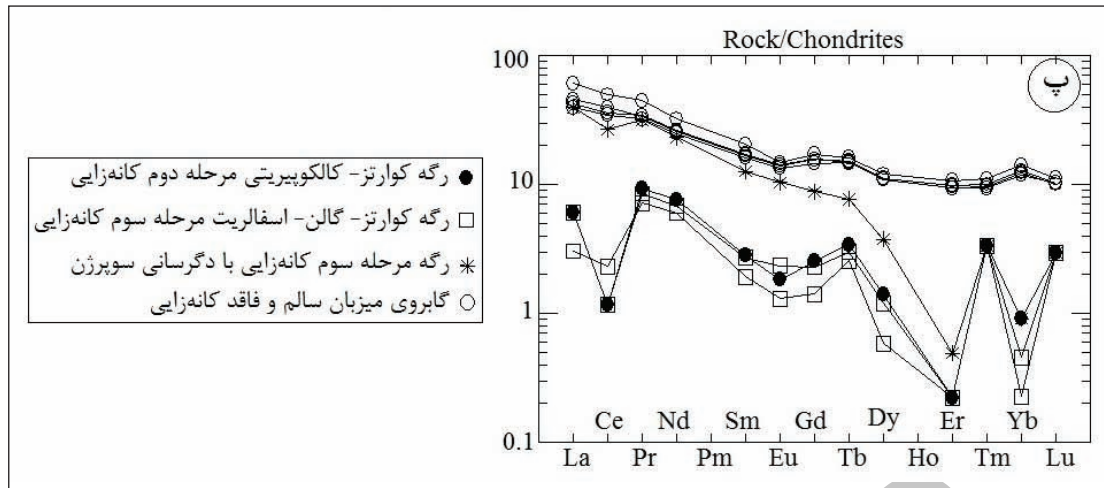 Rock/Chondrites
پ
100
10
1
0.1
Ce Nd Sm Gd Dy Er Yb
La Pr Pm Eu Tb Ho Tm Lu
رگه کوارتز- کالکوپیریتی مرحله دوم کانه‌زایی
رگه کوارتز- گالن- اسفالریت مرحله سوم کانه‌زایی
رگه مرحله سوم کانه‌زایی با دگرسانی سوپرژن
گابروی میزبان سالم و فاقد کانه‌زایی